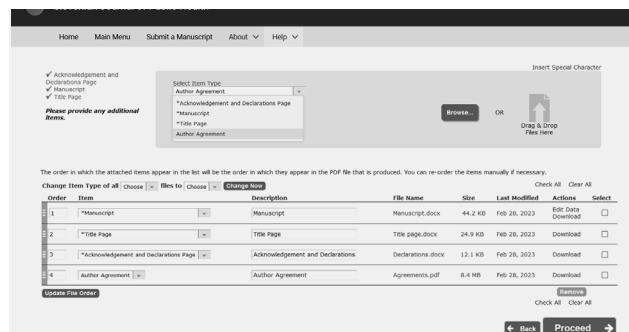 Home Main Menu Submit a Manuscript About Help
Insert Special Character
✓ Acknowledgement and
Declarations Page
✓ Manuscript
✓ Title Page
Please provide any additional
items.
Select Item Type
Author Agreement
*Acknowledgement and Declarations Page
*Manuscript
*Title Page
Author Agreement
Browse...
OR
Drag & Drop
Files Here
The order in which the attached items appear in the list will be the order in which they appear in the PDF file that is produced. You can re-order the items manually if necessary.
Change Item Type of all Choose files to Choose Change Now
Check All Clear All
Order Item Description File Name Size Last Modified Actions Select
1 *Manuscript Manuscript Manuscript.docx 44.2 KB Feb 28, 2023 Edit Data
Download
2 *Title Page Title Page Title page.docx 24.9 KB Feb 28, 2023 Download
3 *Acknowledgement and Declarations Page Acknowledgement and Declarations Declarations.docx 12.1 KB Feb 28, 2023 Download
4 Author Agreement Author Agreement Agreements.pdf 8.4 MB Feb 28, 2023 Download
Update File Order
Remove
Check All Clear All
Back Proceed